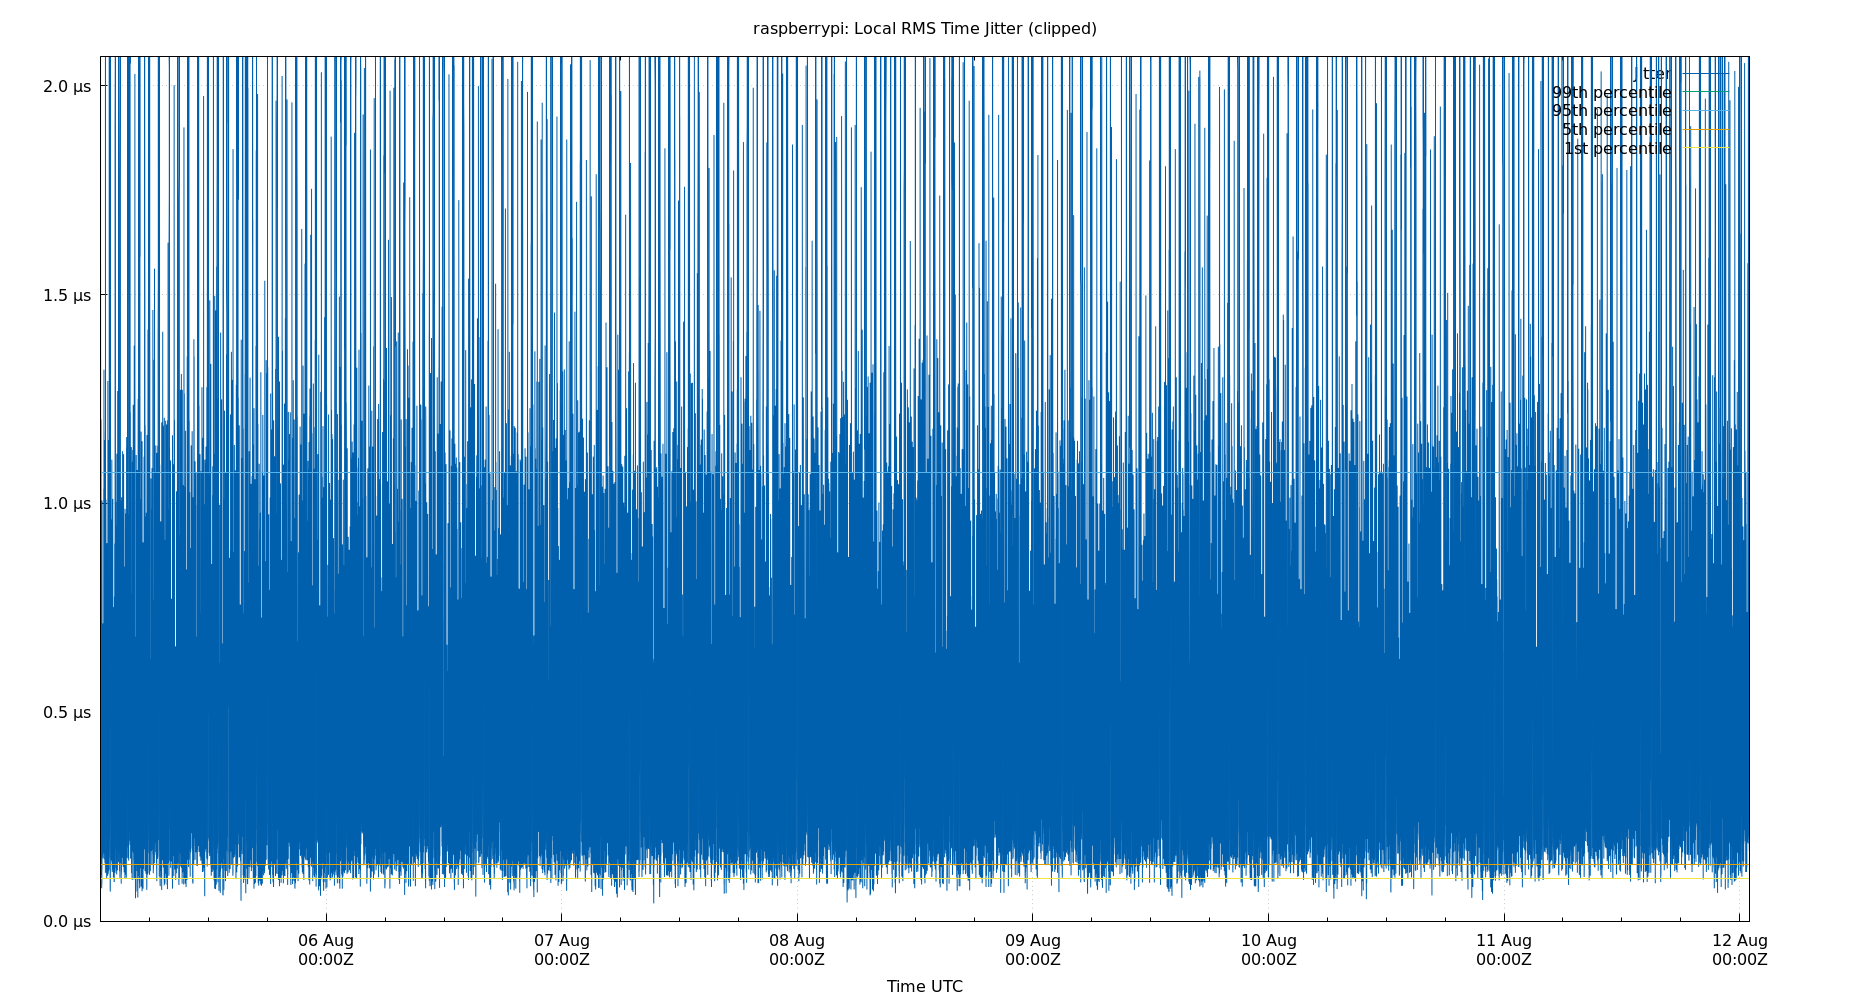 raspberrypi: Local RMS Time Jitter (clipped)
jitter
99th percentile
95th percentile
5th percentile
1st percentile
2.0 µs
1.5 µs
1.0 µs
0.5 µs
0.0 µs
06 Aug 07 Aug 08 Aug 09 Aug 10 Aug 11 Aug 12 Aug
00:00Z 00:00Z 00:00Z 00:00Z 00:00Z 00:00Z 00:00Z
Time UTC